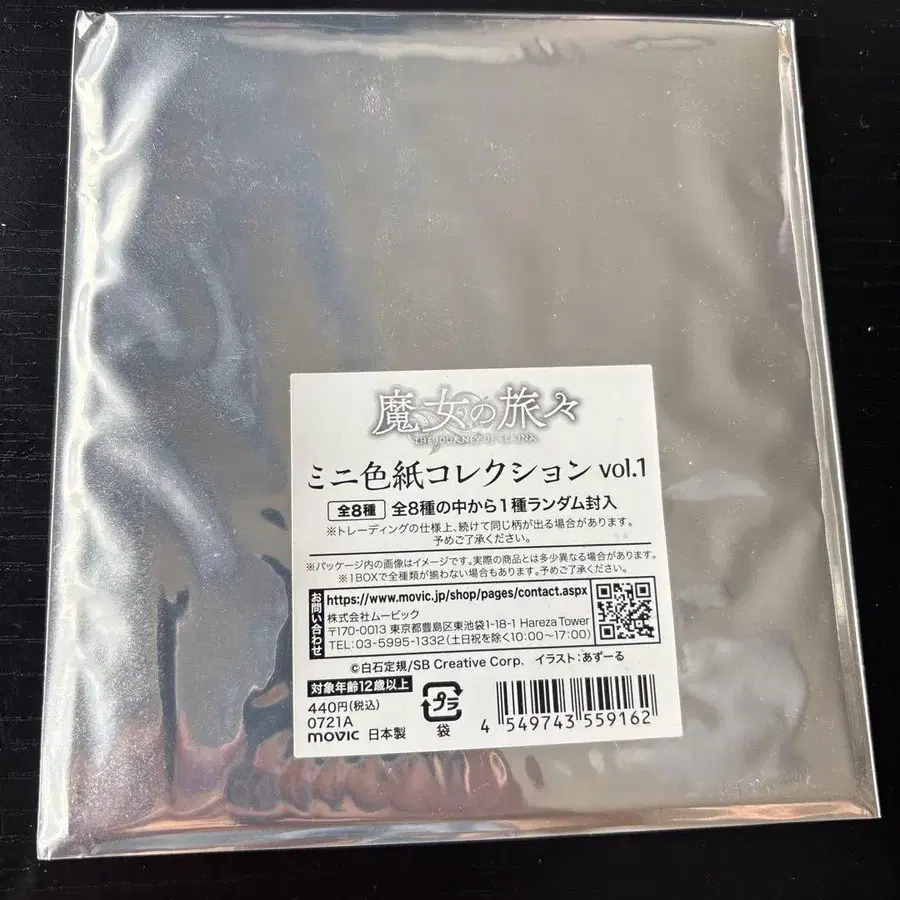 魔女の旅々
THE JOURNEY OF ELAINA
ミニ色紙コレクション vol.1
全8種 全8種の中から1種ランダム封入
※トレーディングの仕様上、続けて同じ柄が出る場合があります。
予めご了承ください。
※パッケージ内の画像はイメージです。実際の商品とは多少異なる場合があります。
※1BOXで全種類が揃わない場合もあります。予めご了承ください。
お問い合わせ
https://www.movic.jp/shop/pages/contact.aspx
株式会社ムービック
〒170-0013 東京都豊島区東池袋1-18-1 Hareza Tower
TEL:03-5995-1332(土日祝を除く10:00〜17:00)
©白石定規/SB Creative Corp. イラスト:あずーる
対象年齢12歳以上
440円(税込)
0721A
movic 日本製
プラ
袋
4 549743 559162